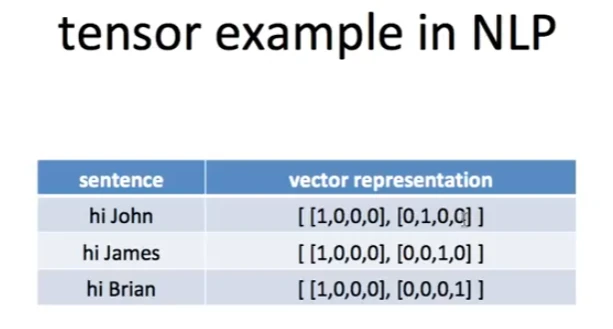 tensor example in NLP
sentence vector representation
hi John [ [1,0,0,0], [0,1,0,0] ]
hi James [ [1,0,0,0], [0,0,1,0] ]
hi Brian [ [1,0,0,0], [0,0,0,1] ]